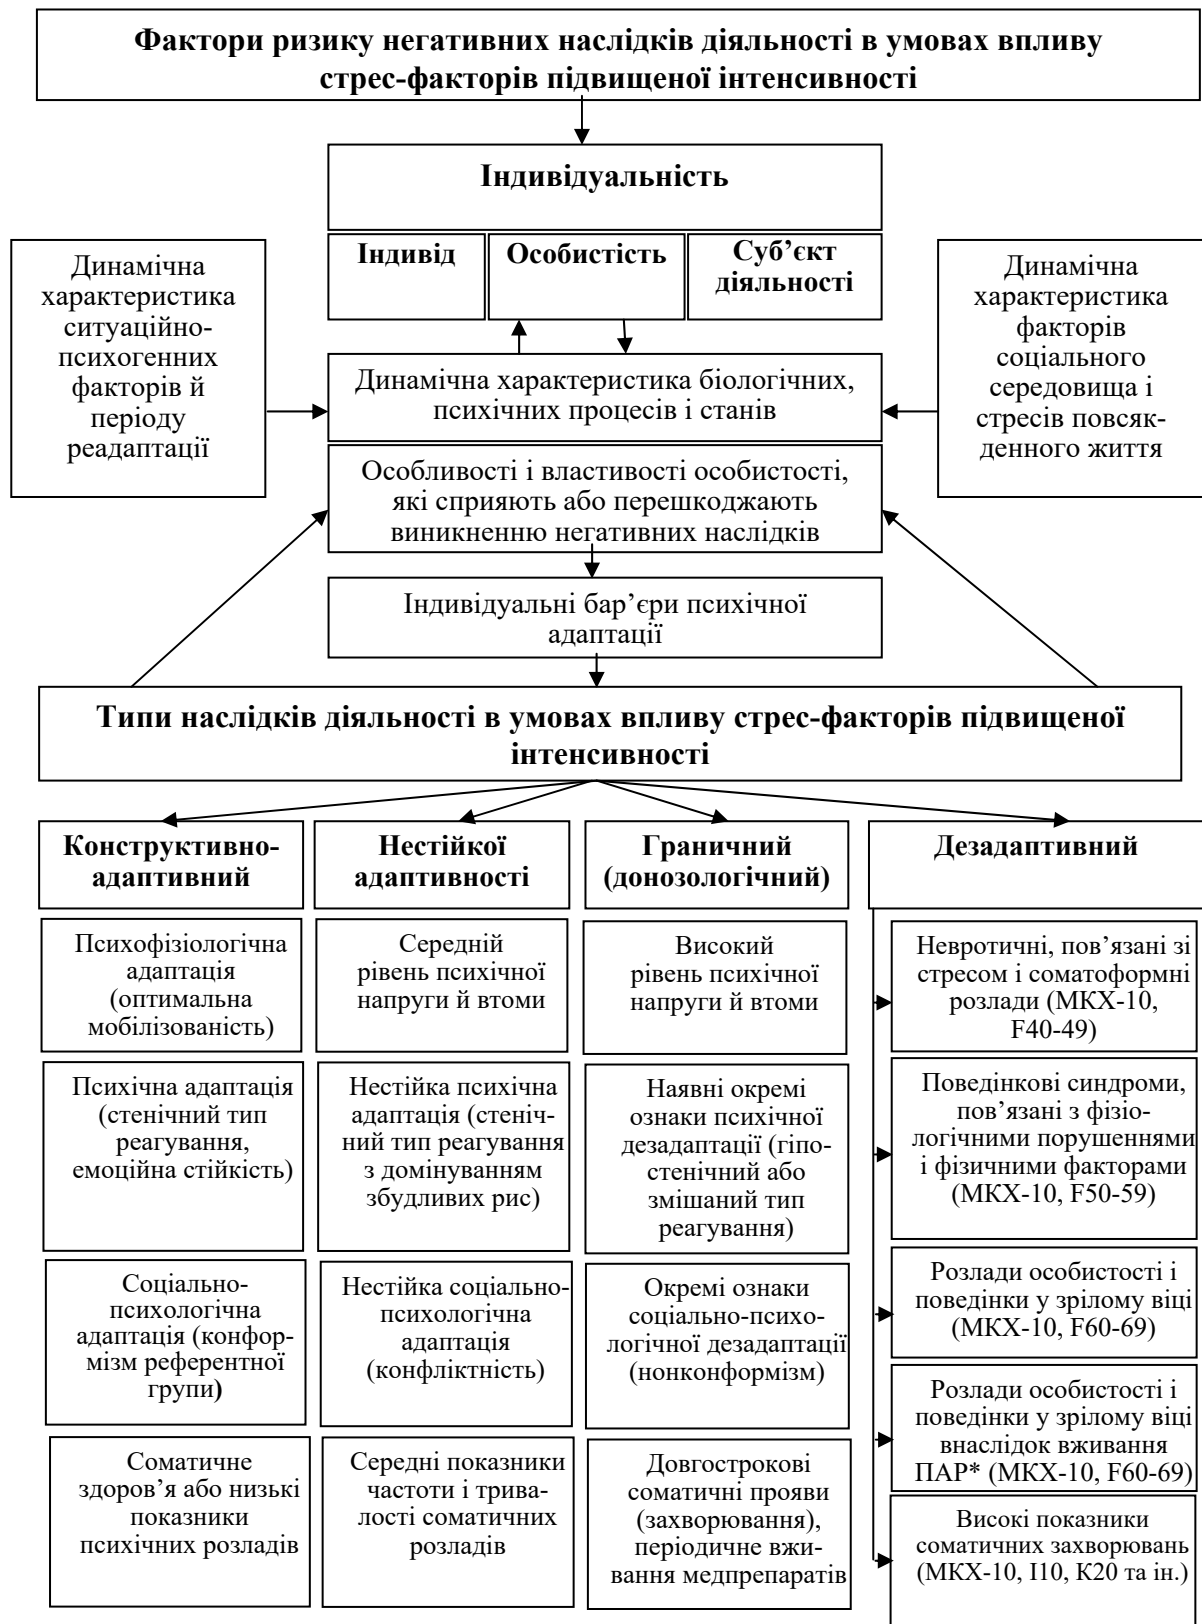 Фактори ризику негативних наслідків діяльності в умовах впливу
стрес-факторів підвищеної інтенсивності
Індивідуальність
Індивід
Особистість
Суб’єкт
діяльності
Динамічна
характеристика
ситуаційно-
психогенних
факторів й
періоду
реадаптації
Динамічна
характеристика
факторів
соціального
середовища і
стресів повсяк-
денного життя
Динамічна характеристика біологічних,
психічних процесів і станів
Особливості і властивості особистості,
які сприяють або перешкоджають
виникненню негативних наслідків
Індивідуальні бар’єри психічної
адаптації
Типи наслідків діяльності в умовах впливу стрес-факторів підвищеної
інтенсивності
Конструктивно-
адаптивний
Психофізіологічна
адаптація
(оптимальна
мобілізованість)
Психічна адаптація
(стенічний тип
реагування,
емоційна стійкість)
Соціально-
психологічна
адаптація (конфор-
мізм референтної
групи)
Соматичне
здоров’я або низькі
показники
психічних розладів
Нестійкої
адаптивності
Середній
рівень психічної
напруги й втоми
Нестійка психічна
адаптація (стеніч-
ний тип реагування
з домінуванням
збудливих рис)
Нестійка соціально-
психологічна
адаптація
(конфліктність)
Середні показники
частоти і трива-
лості соматичних
розладів
Граничний
(донозологічний)
Високий
рівень психічної
напруги й втоми
Наявні окремі
ознаки психічної
дезадаптації (гіпо-
стенічний або
змішаний тип
реагування)
Окремі ознаки
соціально-психо-
логічної дезадаптації
(нонконформізм)
Довгострокові
соматичні прояви
(захворювання),
періодичне вжи-
вання медпрепаратів
Дезадаптивний
Невротичні, пов’язані зі
стресом і соматоформні
розлади (МКХ-10,
F40-49)
Поведінкові синдроми,
пов’язані з фізіо-
логічними порушеннями
і фізичними факторами
(МКХ-10, F50-59)
Розлади особистості і
поведінки у зрілому віці
(МКХ-10, F60-69)
Розлади особистості і
поведінки у зрілому віці
внаслідок вживання
ПАР* (МКХ-10, F60-69)
Високі показники
соматичних захворювань
(МКХ-10, І10, К20 та ін.)